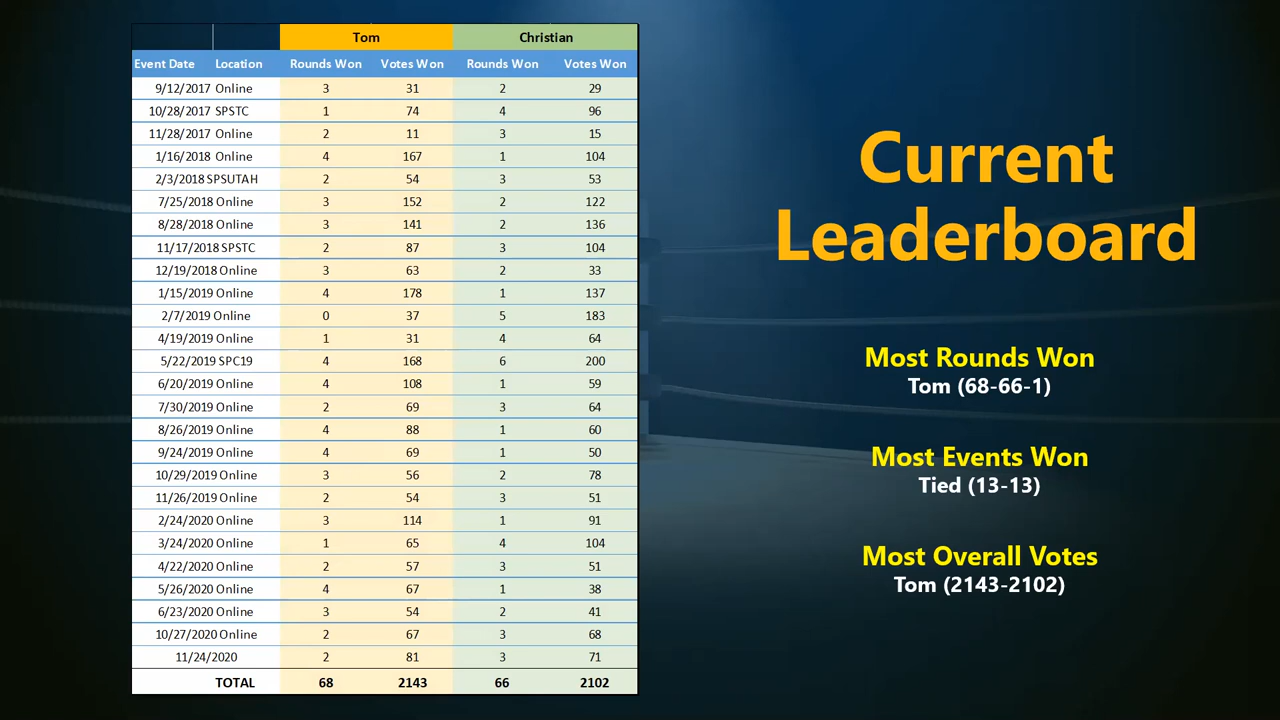 Tom Christian
Event Date Location Rounds Won Votes Won Rounds Won Votes Won
9/12/2017 Online 3 31 2 29
10/28/2017 SPSTC 1 74 4 96
11/28/2017 Online 2 11 3 15
1/16/2018 Online 4 167 1 104
2/3/2018 SPSUTAH 2 54 3 53
7/25/2018 Online 3 152 2 122
8/28/2018 Online 3 141 2 136
11/17/2018 SPSTC 2 87 3 104
12/19/2018 Online 3 63 2 33
1/15/2019 Online 4 178 1 137
2/7/2019 Online 0 37 5 183
4/19/2019 Online 1 31 4 64
5/22/2019 SPC19 4 168 6 200
6/20/2019 Online 4 108 1 59
7/30/2019 Online 2 69 3 64
8/26/2019 Online 4 88 1 60
9/24/2019 Online 4 69 1 50
10/29/2019 Online 3 56 2 78
11/26/2019 Online 2 54 3 51
2/24/2020 Online 3 114 1 91
3/24/2020 Online 1 65 4 104
4/22/2020 Online 2 57 3 51
5/26/2020 Online 4 67 1 38
6/23/2020 Online 3 54 2 41
10/27/2020 Online 2 67 3 68
11/24/2020 2 81 3 71
TOTAL 68 2143 66 2102
Current
Leaderboard
Most Rounds Won
Tom (68-66-1)
Most Events Won
Tied (13-13)
Most Overall Votes
Tom (2143-2102)